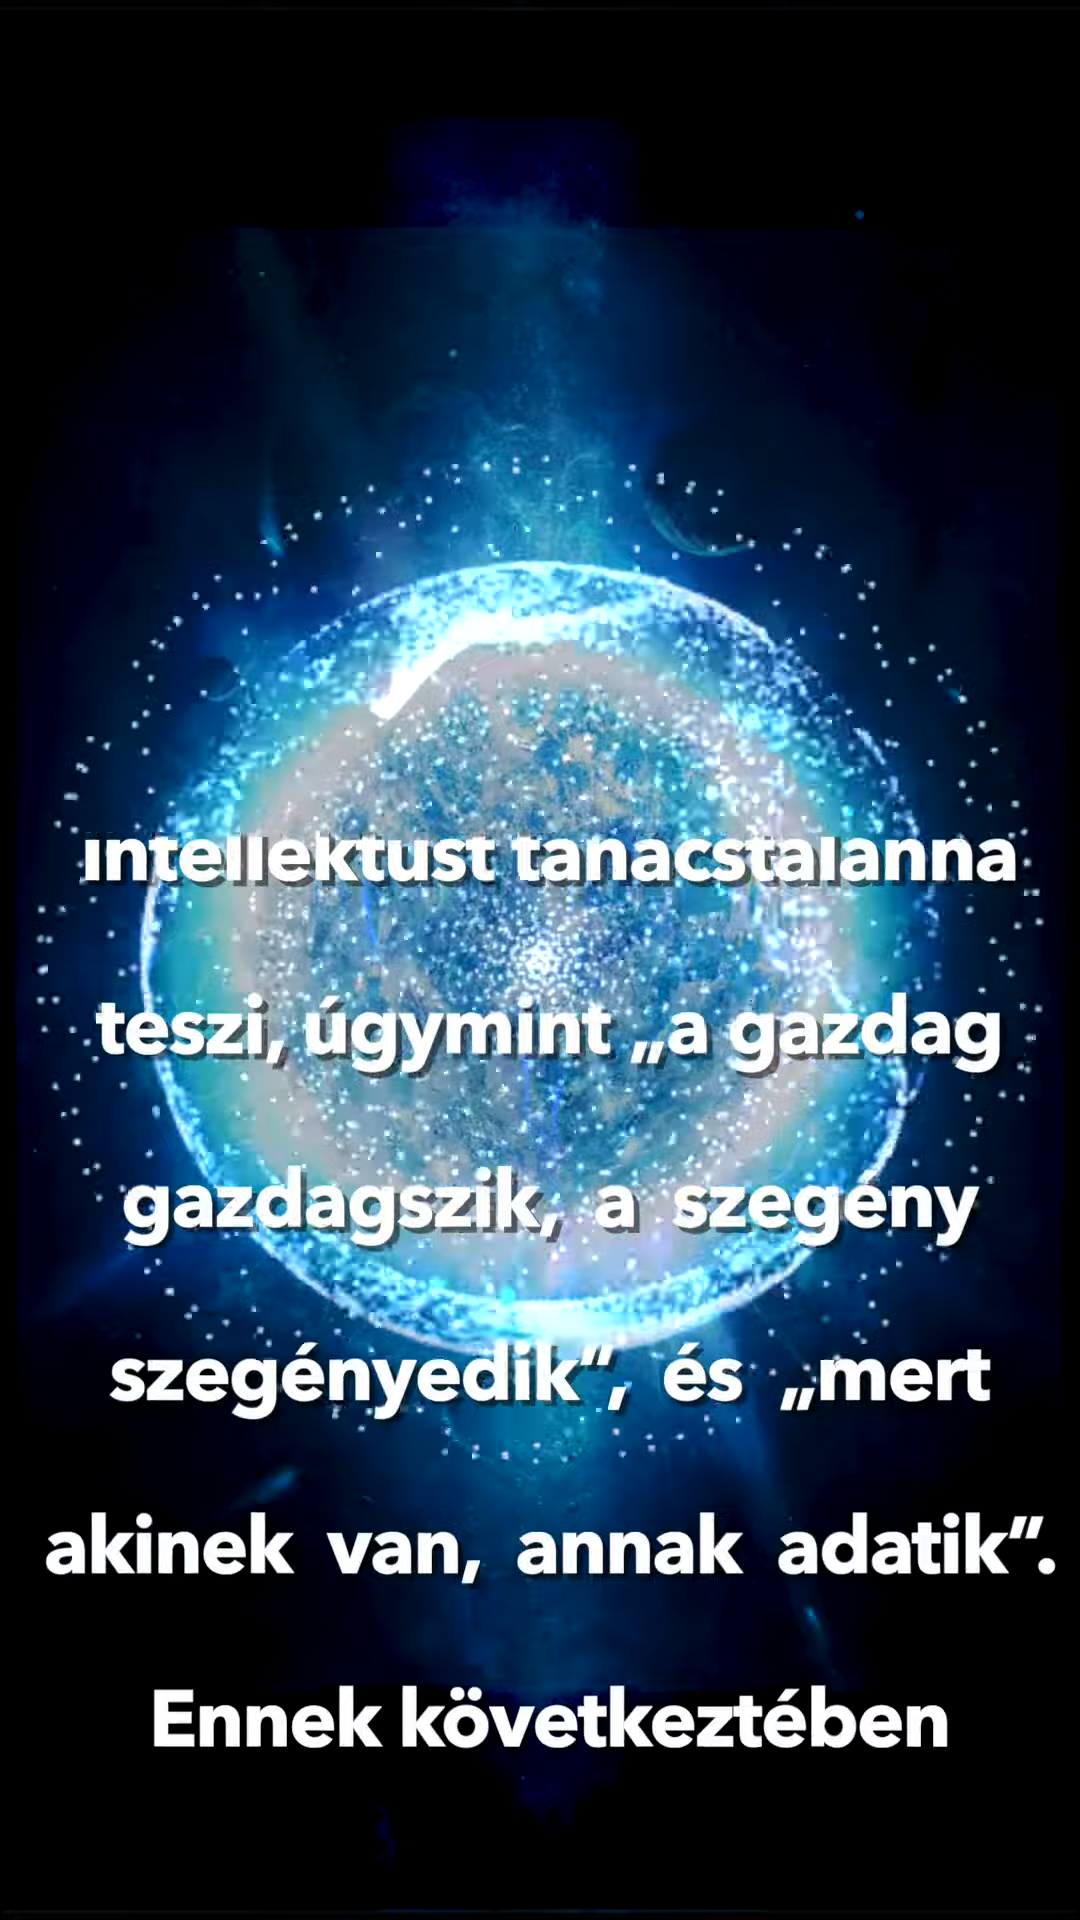 intellektust tanácstalanná
teszi, úgymint „a gazdag
gazdagszik, a szegény
szegényedik”, és „mert
akinek van, annak adatik”.
Ennek következtében